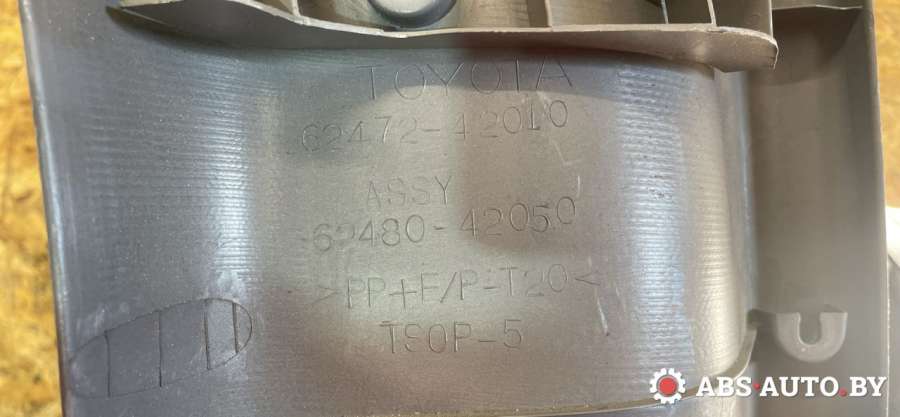 TOYOTA
62472-42010
ASSY
62480-42050
>PP+E/P-T20<
TSOP-5
ABS-AUTO.BY